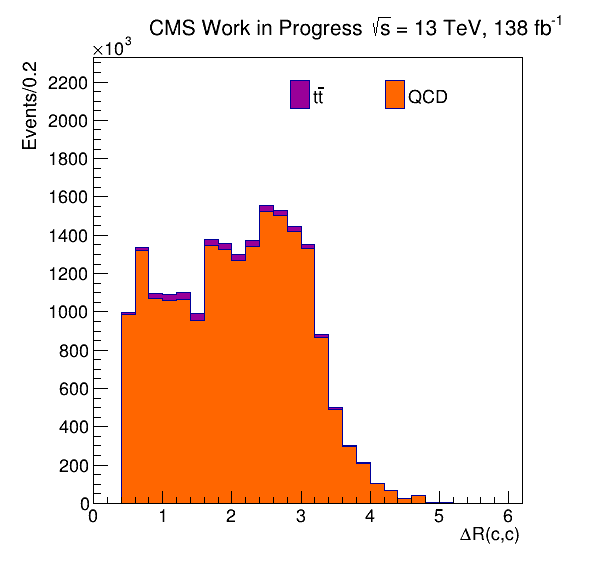 CMS Work in Progress √s = 13 TeV, 138 fb⁻¹
×10³
Events/0.2
tt̄
QCD
2200
2000
1800
1600
1400
1200
1000
800
600
400
200
0
0 1 2 3 4 5 6
ΔR(c,c)